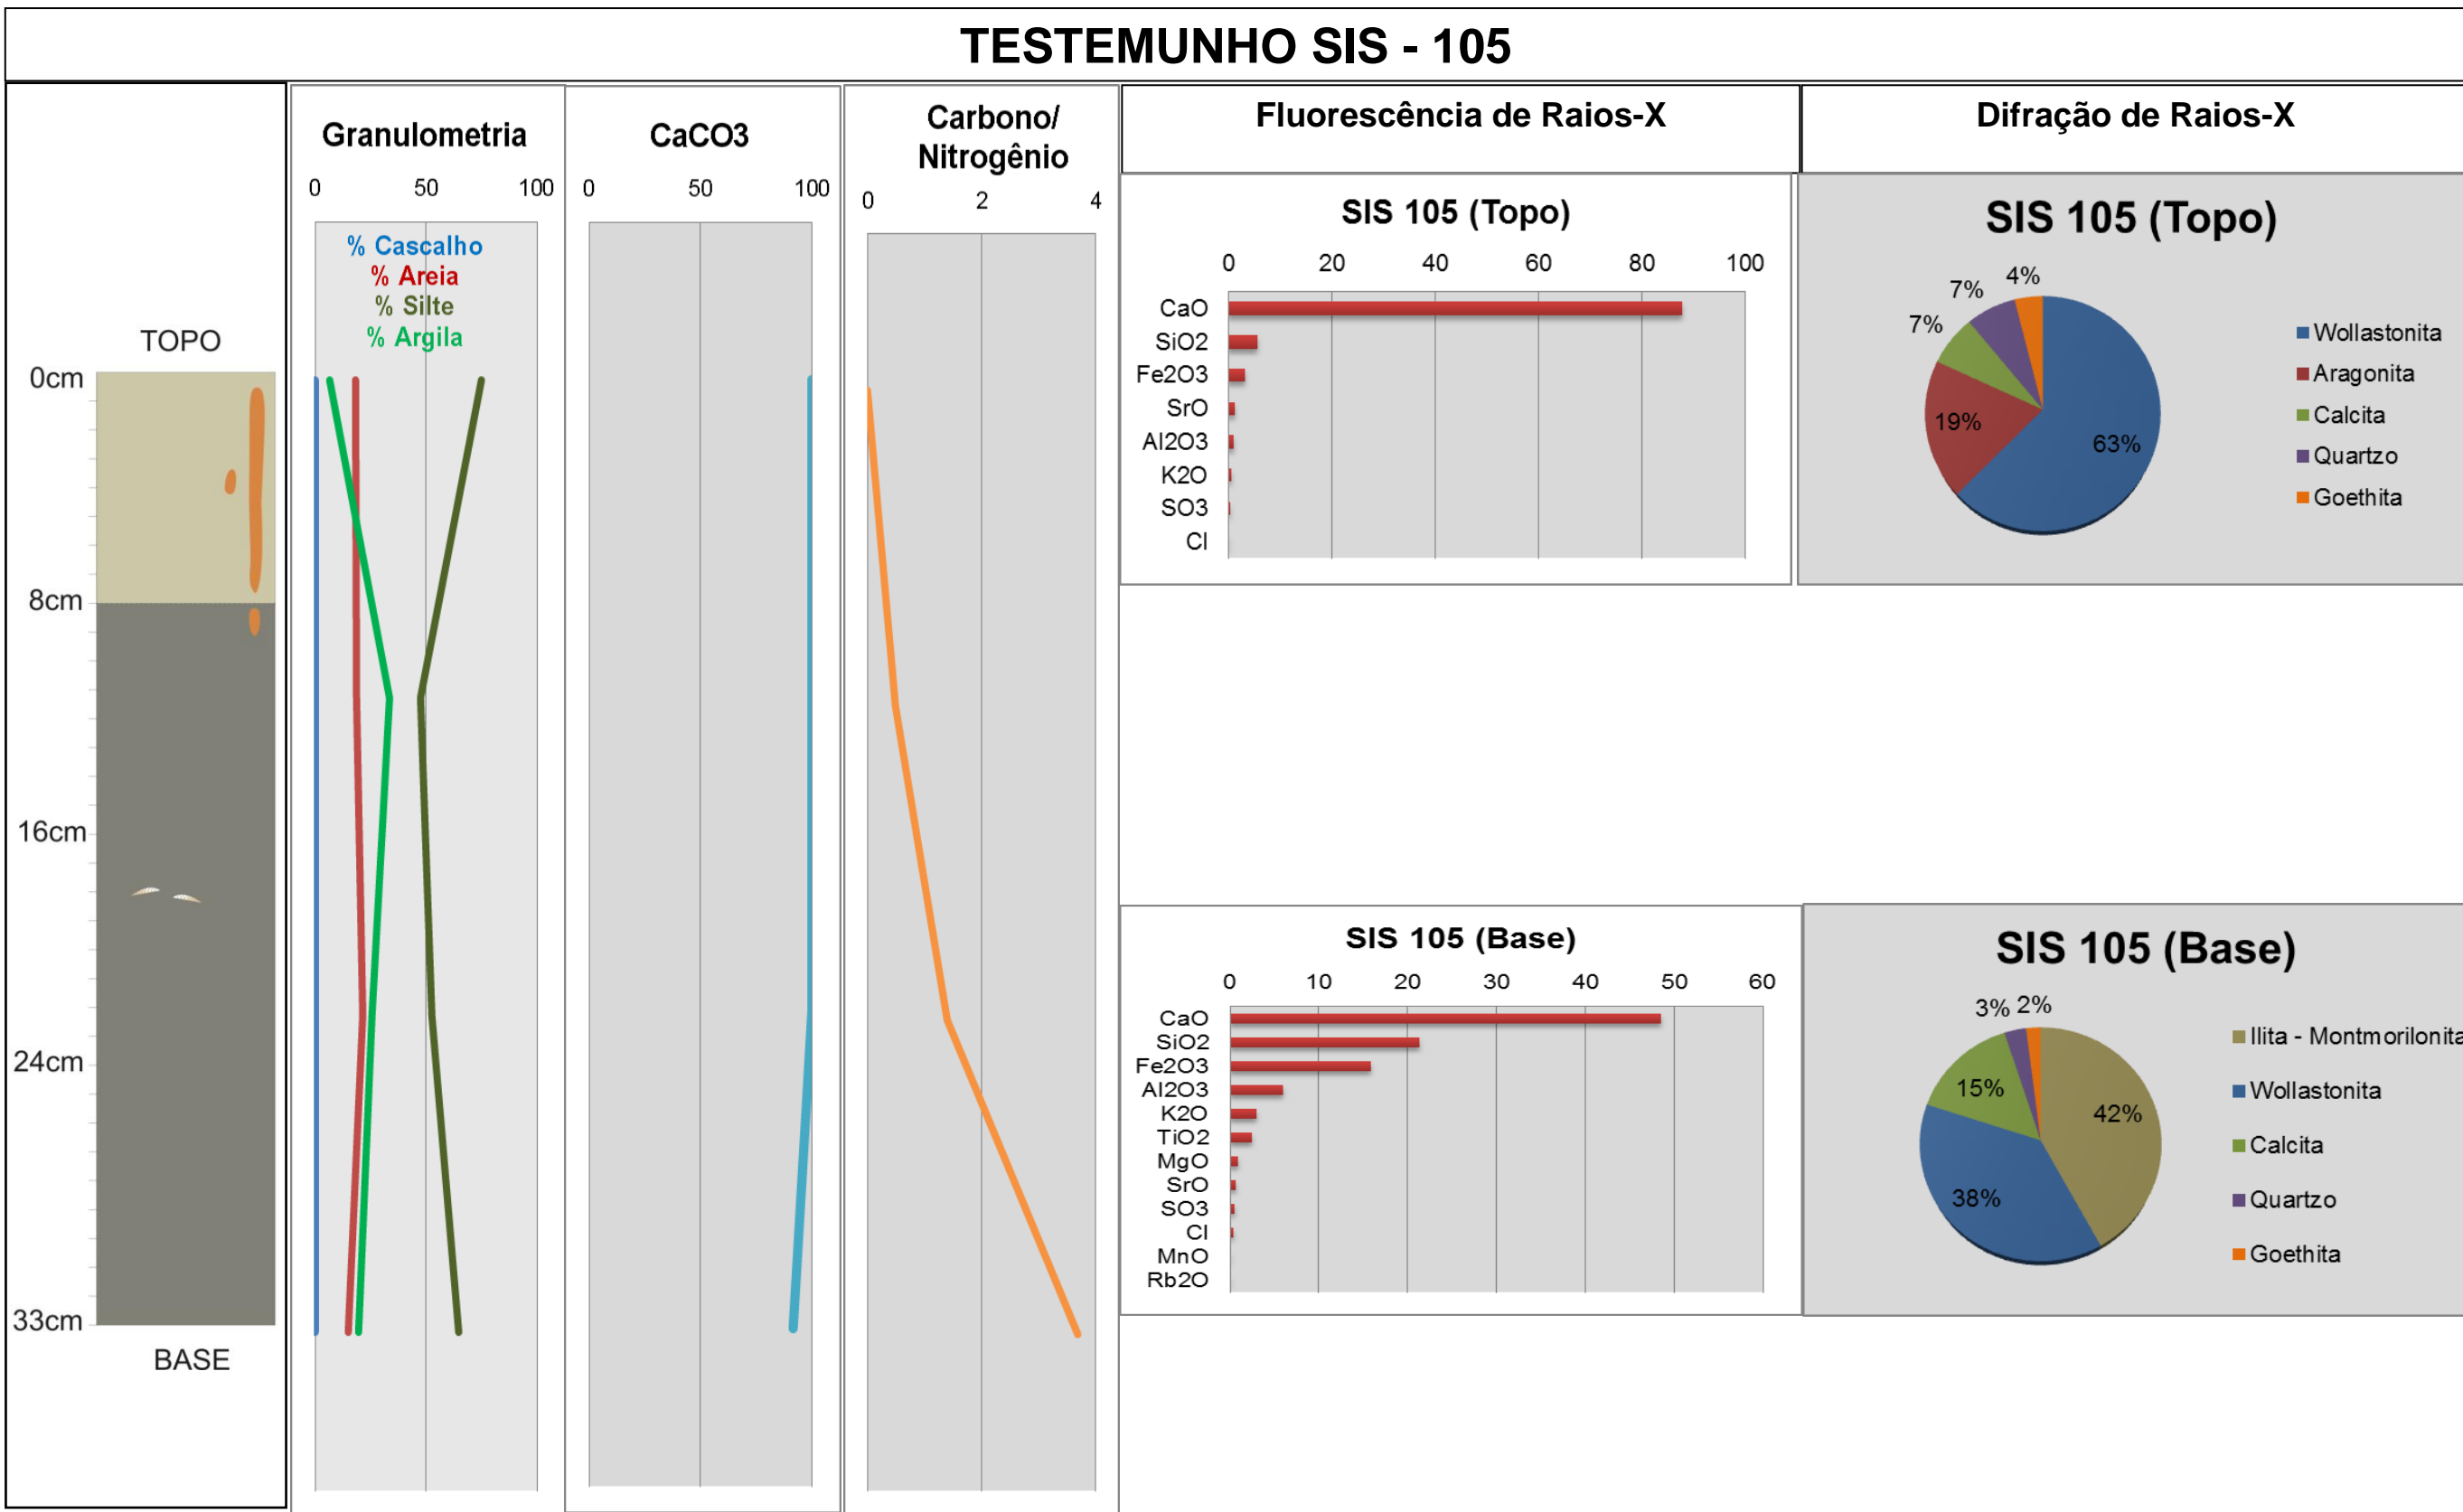 TESTEMUNHO SIS - 105
TOPO
0cm
8cm
16cm
24cm
33cm
BASE
Granulometria
0 50 100
% Cascalho
% Areia
% Silte
% Argila
CaCO3
0 50 100
Carbono/
Nitrogênio
0 2 4
Fluorescência de Raios-X
SIS 105 (Topo)
0 20 40 60 80 100
CaO
SiO2
Fe2O3
SrO
Al2O3
K2O
SO3
Cl
Difração de Raios-X
SIS 105 (Topo)
4%
7%
7%
19%
63%
Wollastonita
Aragonita
Calcita
Quartzo
Goethita
SIS 105 (Base)
0 10 20 30 40 50 60
CaO
SiO2
Fe2O3
Al2O3
K2O
TiO2
MgO
SrO
SO3
Cl
MnO
Rb2O
SIS 105 (Base)
3% 2%
15%
42%
38%
Ilita - Montmorilonita
Wollastonita
Calcita
Quartzo
Goethita